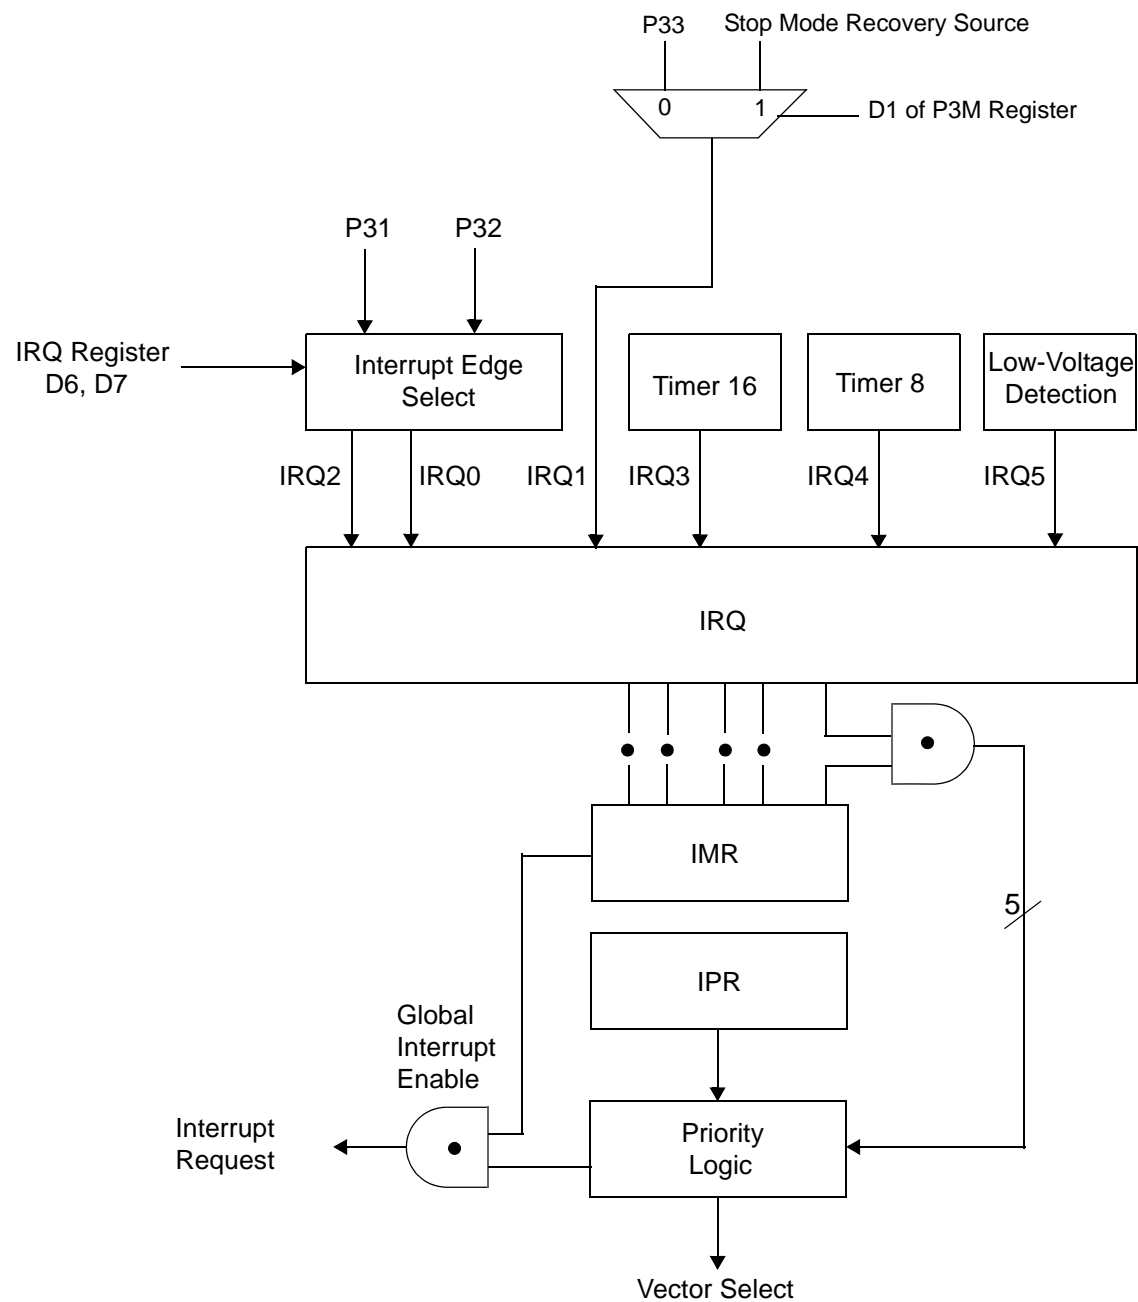 P33
Stop Mode Recovery Source
0
1
D1 of P3M Register
P31
P32
IRQ Register
D6, D7
Interrupt Edge
Select
Timer 16
Timer 8
Low-Voltage
Detection
IRQ2
IRQ0
IRQ1
IRQ3
IRQ4
IRQ5
IRQ
IMR
5
IPR
Global
Interrupt
Enable
Interrupt
Request
Priority
Logic
Vector Select